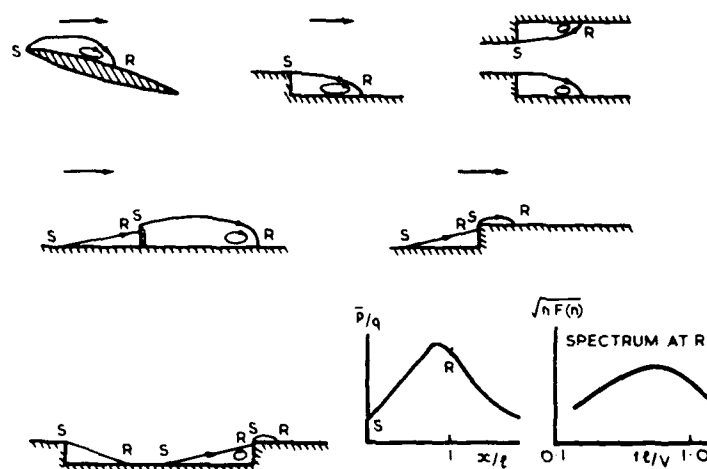 S R
S R
S R
S R S R
S R S R
p̄/q
R
S
1 x/ℓ
√nF(n)
SPECTRUM AT R
0·1 fℓ/V 1·0
S R S R S R